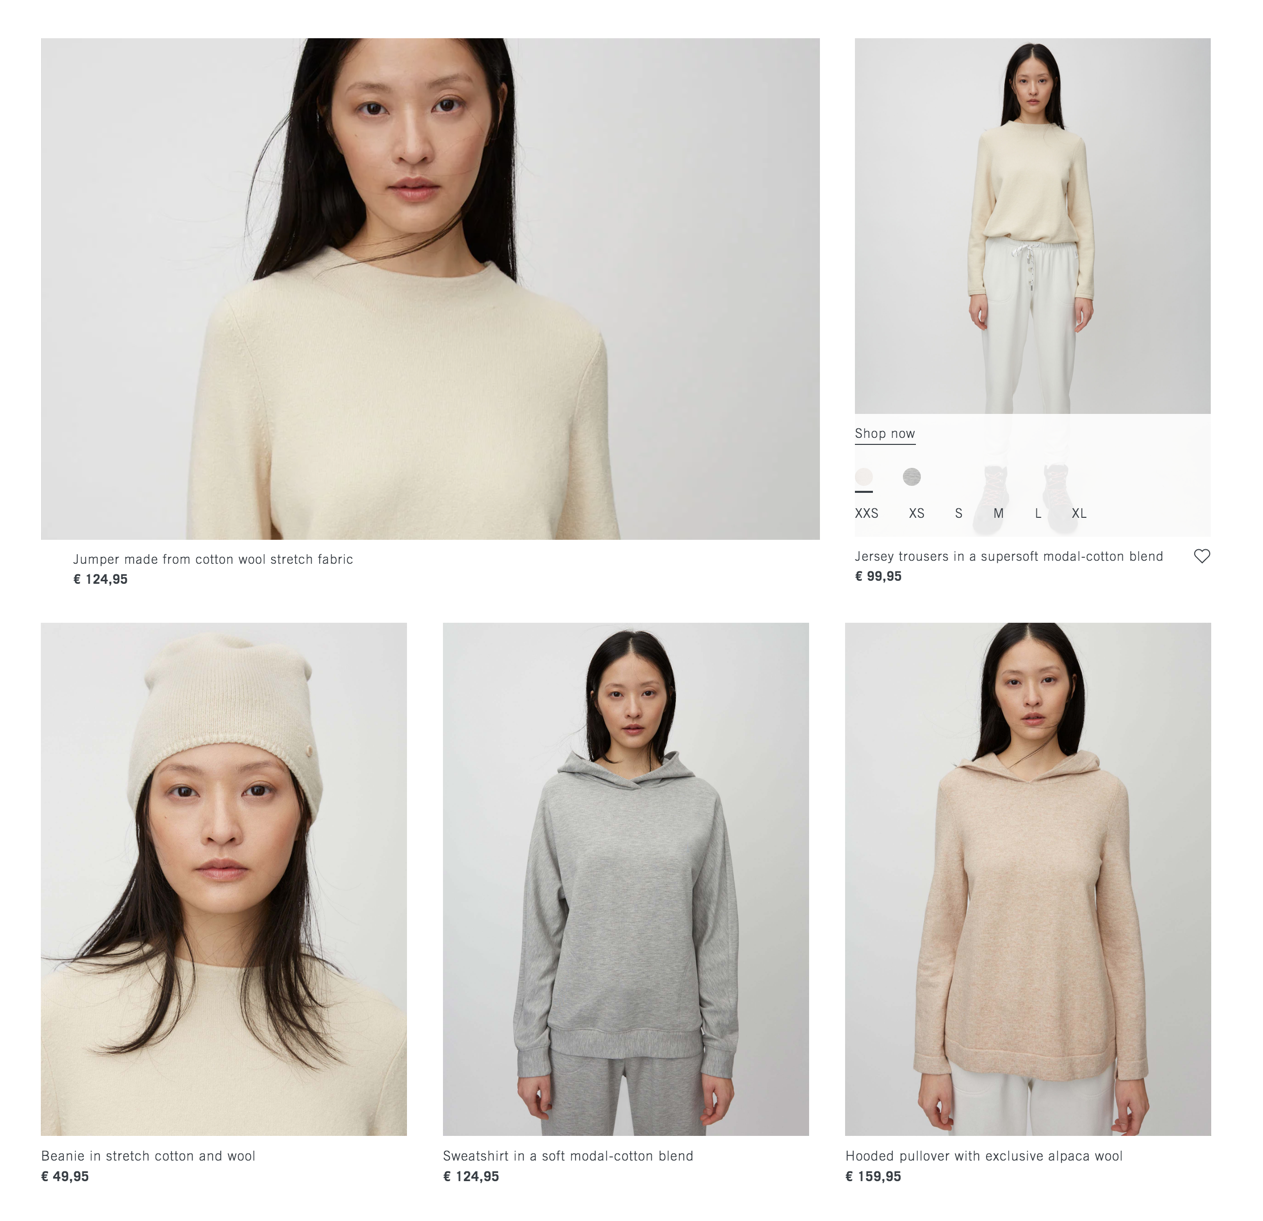 Shop now
XXS XS S M L XL
Jumper made from cotton wool stretch fabric
€ 124,95
Jersey trousers in a supersoft modal-cotton blend
€ 99,95
Beanie in stretch cotton and wool
€ 49,95
Sweatshirt in a soft modal-cotton blend
€ 124,95
Hooded pullover with exclusive alpaca wool
€ 159,95